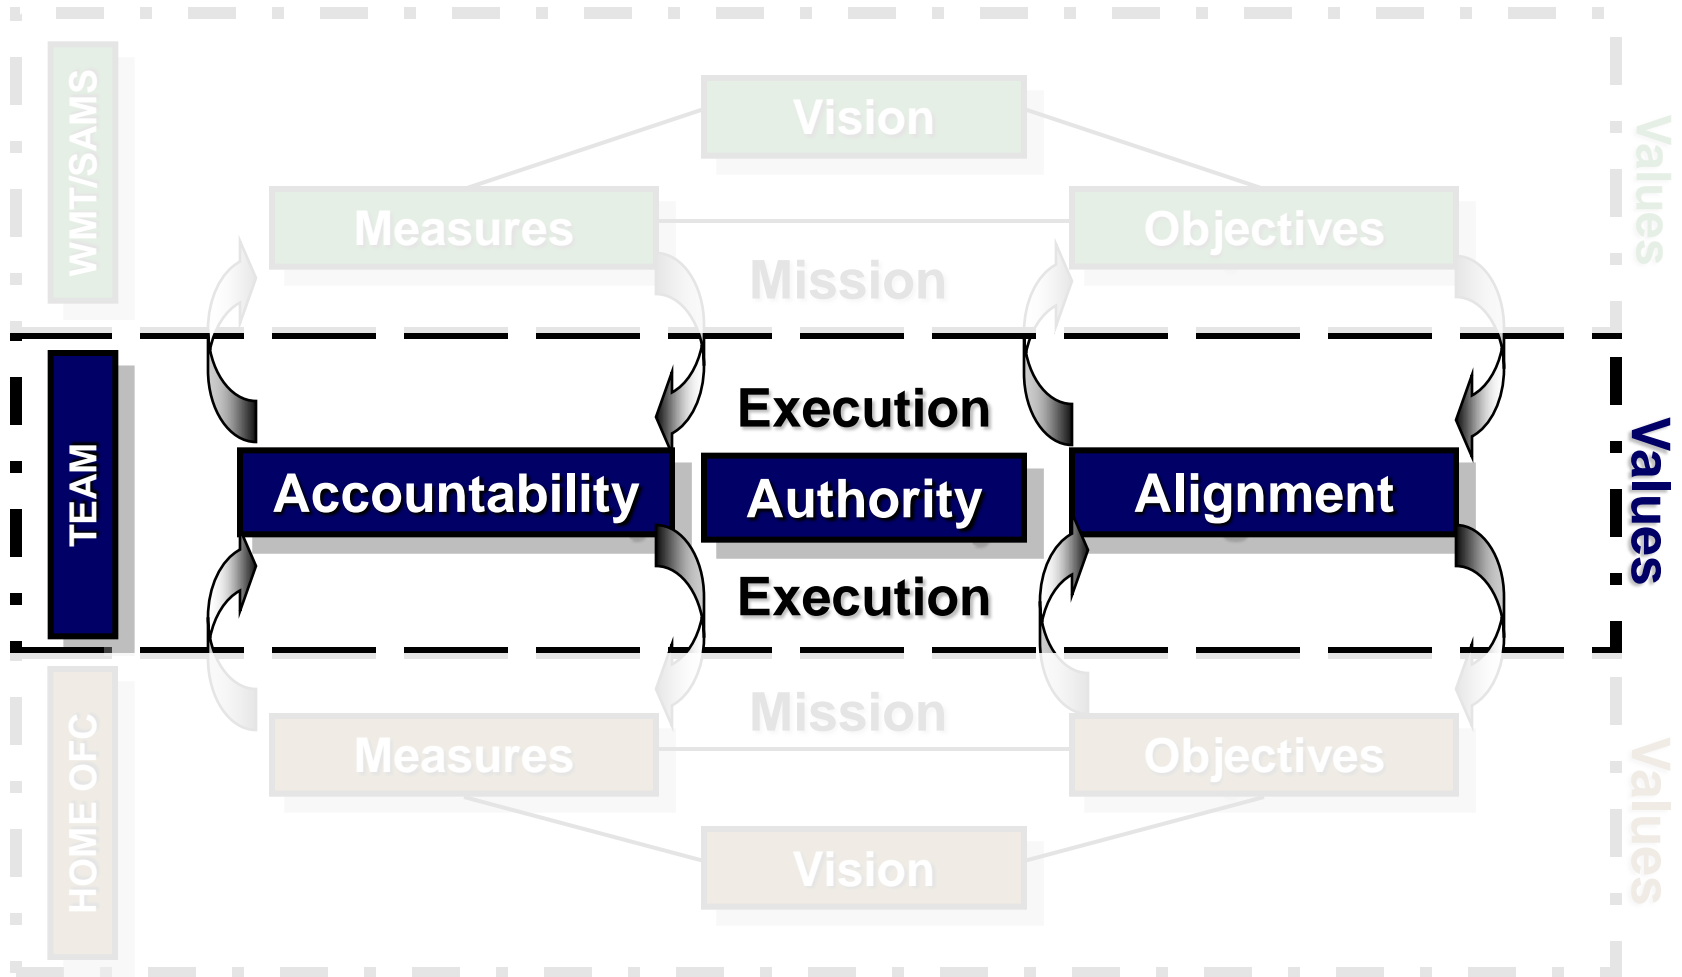 WMT/SAMS
Vision
Values
Measures
Objectives
Mission
TEAM
Execution
Accountability
Authority
Alignment
Values
Execution
HOME OFC
Mission
Measures
Objectives
Values
Vision